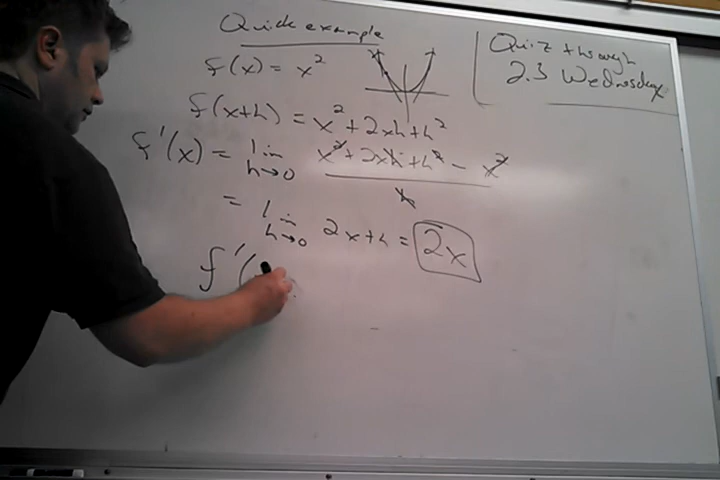 Quick example
f(x) = x²
f(x+h) = x² + 2xh + h²
f'(x) = lim h→0 x² + 2xh + h² - x² / h
= lim h→0 2x+h = 2x
f'(
Quiz through
2.3 Wednesday